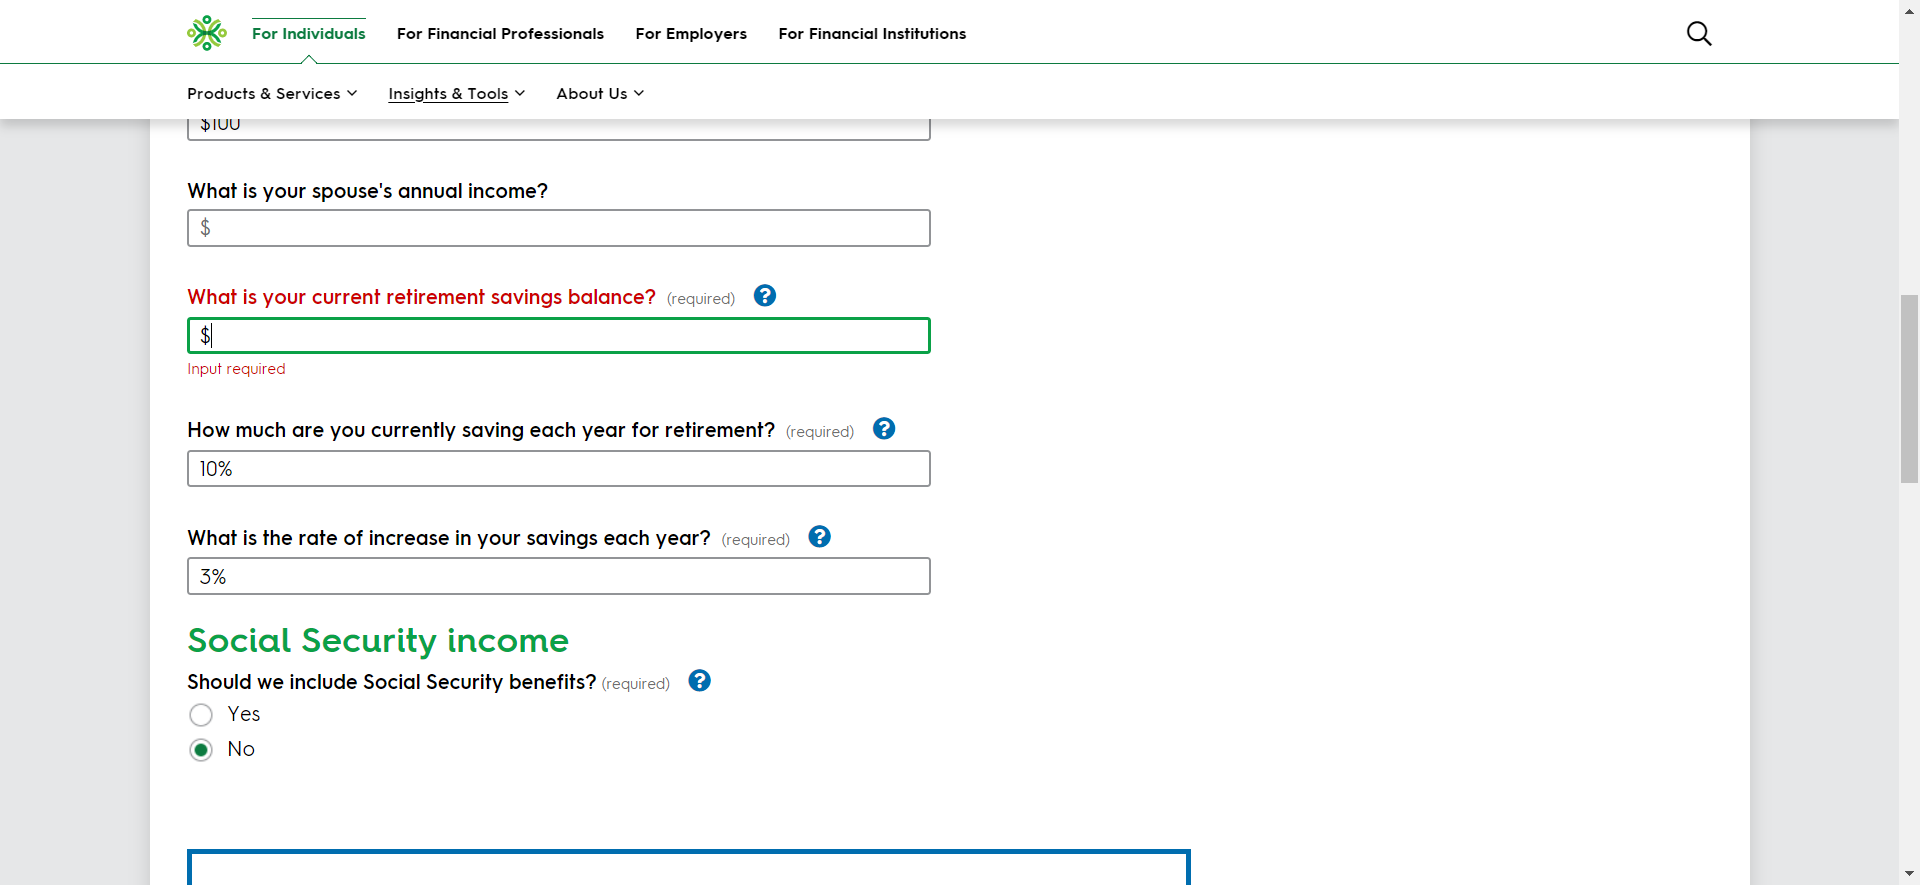 For Individuals For Financial Professionals For Employers For Financial Institutions
Products & Services Insights & Tools About Us
$100
What is your spouse's annual income?
$
What is your current retirement savings balance? (required) ?
$
Input required
How much are you currently saving each year for retirement? (required) ?
10%
What is the rate of increase in your savings each year? (required) ?
3%
Social Security income
Should we include Social Security benefits? (required) ?
Yes
No